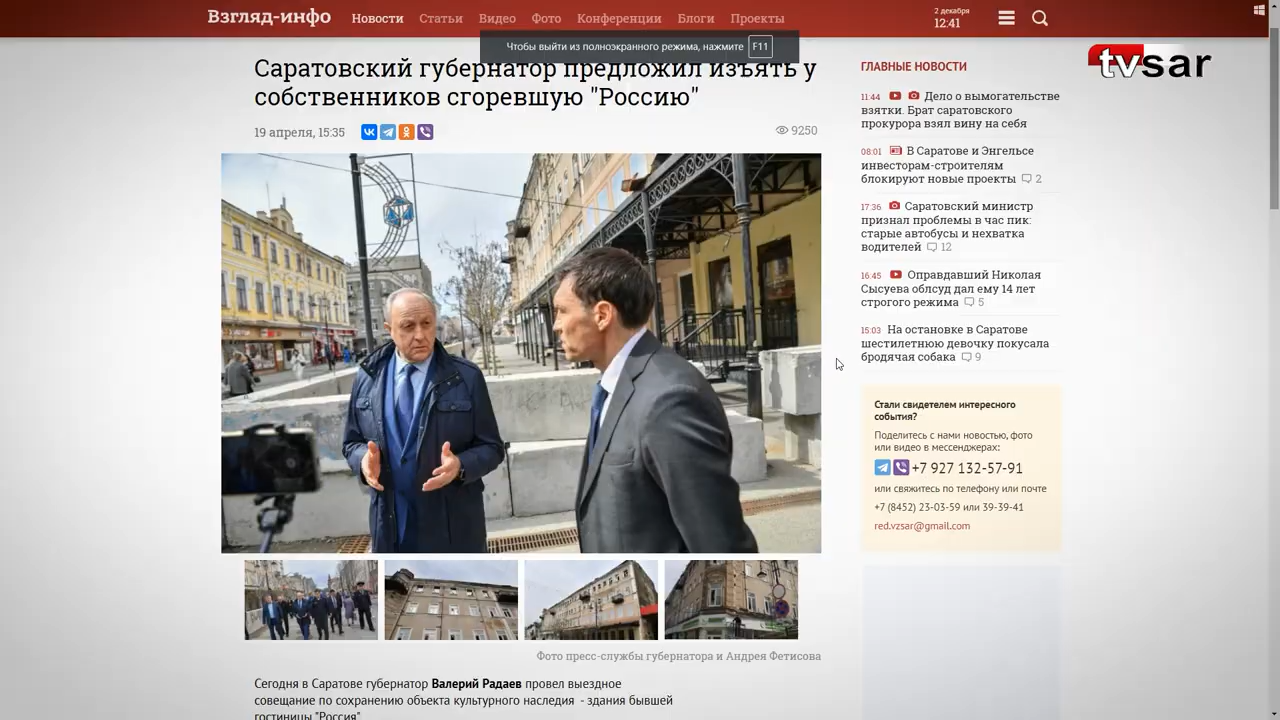 Взгляд-инфо
Новости Статьи Видео Фото Конференции Блоги Проекты
2 декабря
12:41
Чтобы выйти из полноэкранного режима, нажмите F11
Саратовский губернатор предложил изъять у
собственников сгоревшую "Россию"
19 апреля, 15:35
9250
ГЛАВНЫЕ НОВОСТИ
tvsar
11:44 Дело о вымогательстве
взятки. Брат саратовского
прокурора взял вину на себя
08:01 В Саратове и Энгельсе
инвесторам-строителям
блокируют новые проекты 2
17:36 Саратовский министр
признал проблемы в час пик:
старые автобусы и нехватка
водителей 12
16:45 Оправдавший Николая
Сысуева облсуд дал ему 14 лет
строгого режима 5
15:03 На остановке в Саратове
шестилетнюю девочку покусала
бродячая собака 9
Стали свидетелем интересного
события?
Поделитесь с нами новостью, фото
или видео в мессенджерах:
+7 927 132-57-91
или свяжитесь по телефону или почте
+7 (8452) 23-03-59 или 39-39-41
red.vzsar@gmail.com
Фото пресс-службы губернатора и Андрея Фетисова
Сегодня в Саратове губернатор Валерий Радаев провел выездное
совещание по сохранению объекта культурного наследия - здания бывшей
гостиницы "Россия"